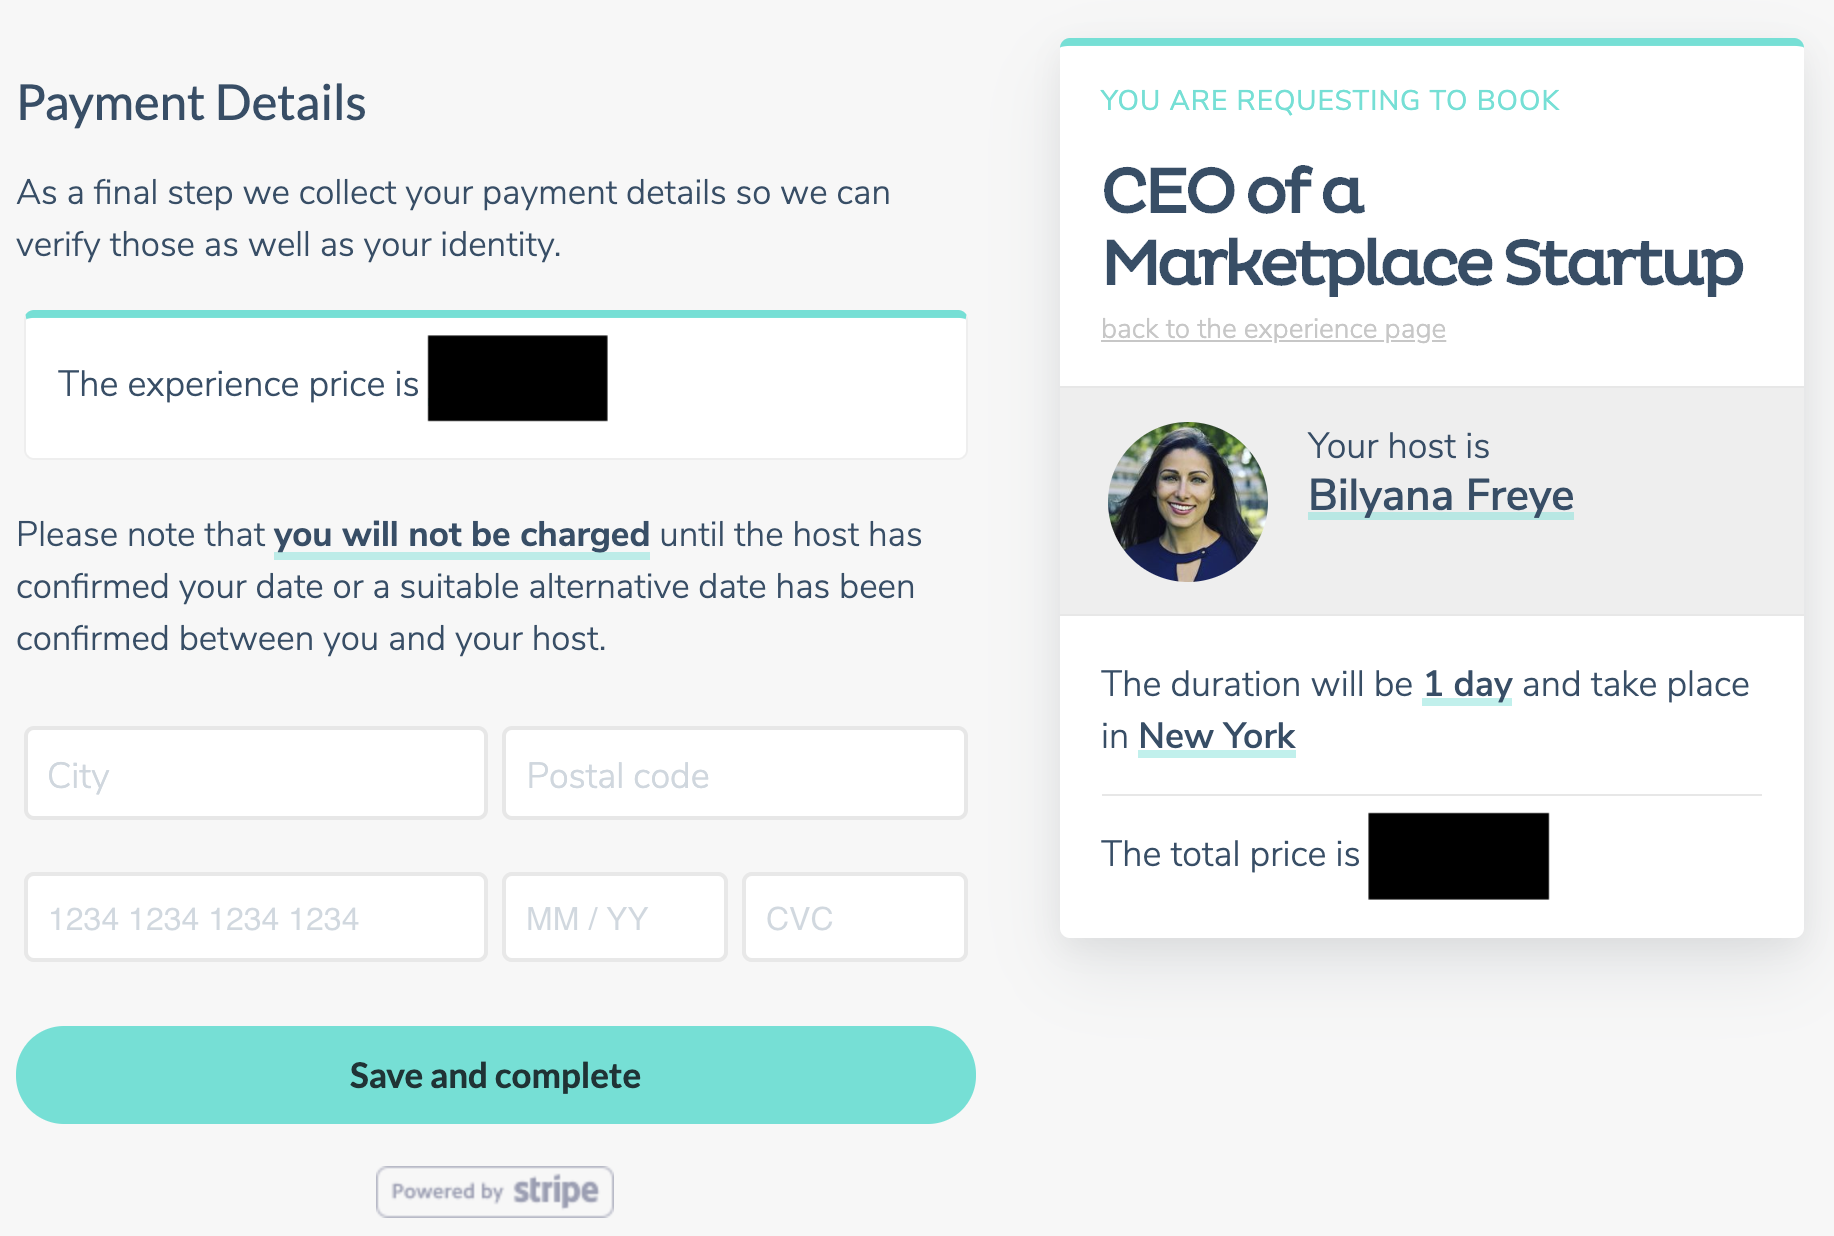 Payment Details
As a final step we collect your payment details so we can
verify those as well as your identity.
The experience price is
Please note that you will not be charged until the host has
confirmed your date or a suitable alternative date has been
confirmed between you and your host.
City
Postal code
1234 1234 1234 1234
MM / YY
CVC
Save and complete
Powered by stripe
YOU ARE REQUESTING TO BOOK
CEO of a
Marketplace Startup
back to the experience page
Your host is
Bilyana Freye
The duration will be 1 day and take place
in New York
The total price is